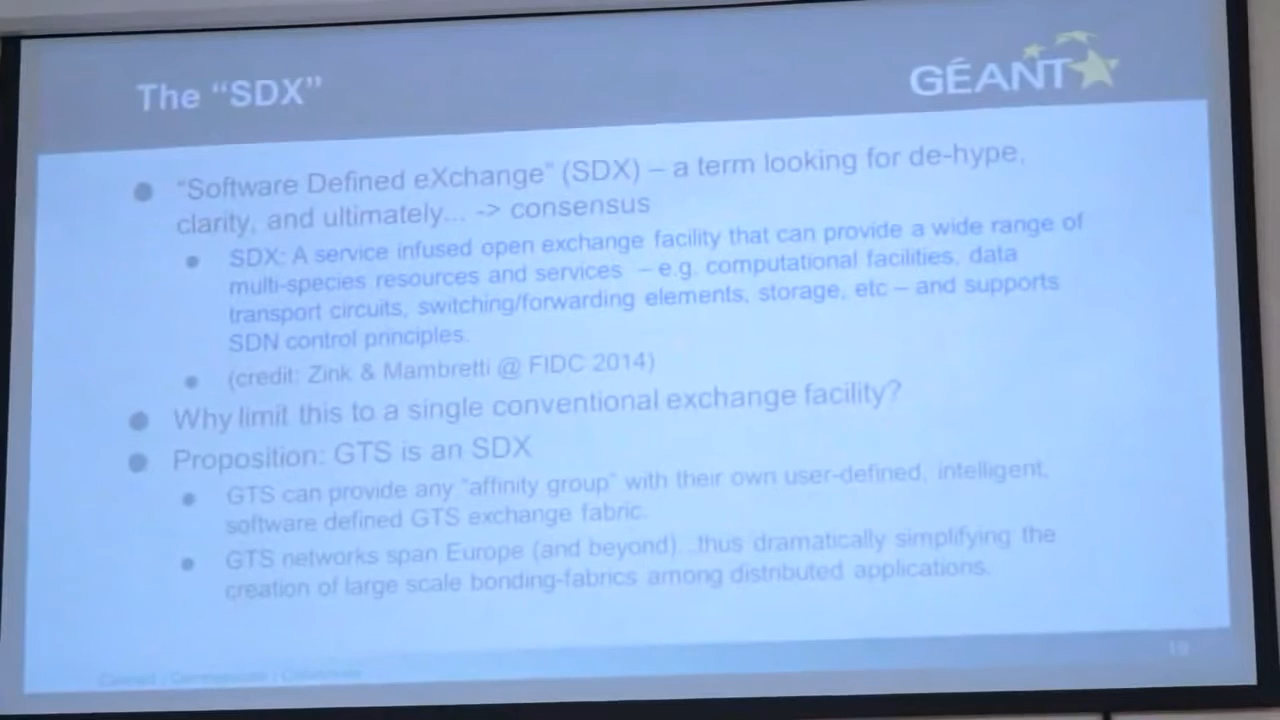 The “SDX”
GÉANT
“Software Defined eXchange” (SDX) – a term looking for de-hype,
clarity, and ultimately... -> consensus
SDX: A service infused open exchange facility that can provide a wide range of
multi-species resources and services – e.g. computational facilities, data
transport circuits, switching/forwarding elements, storage, etc – and supports
SDN control principles.
(credit: Zink & Mambretti @ FIDC 2014)
Why limit this to a single conventional exchange facility?
Proposition: GTS is an SDX
GTS can provide any “affinity group” with their own user-defined, intelligent,
software defined GTS exchange fabric.
GTS networks span Europe (and beyond)...thus dramatically simplifying the
creation of large scale bonding-fabrics among distributed applications.
Connect | Communicate | Collaborate
19